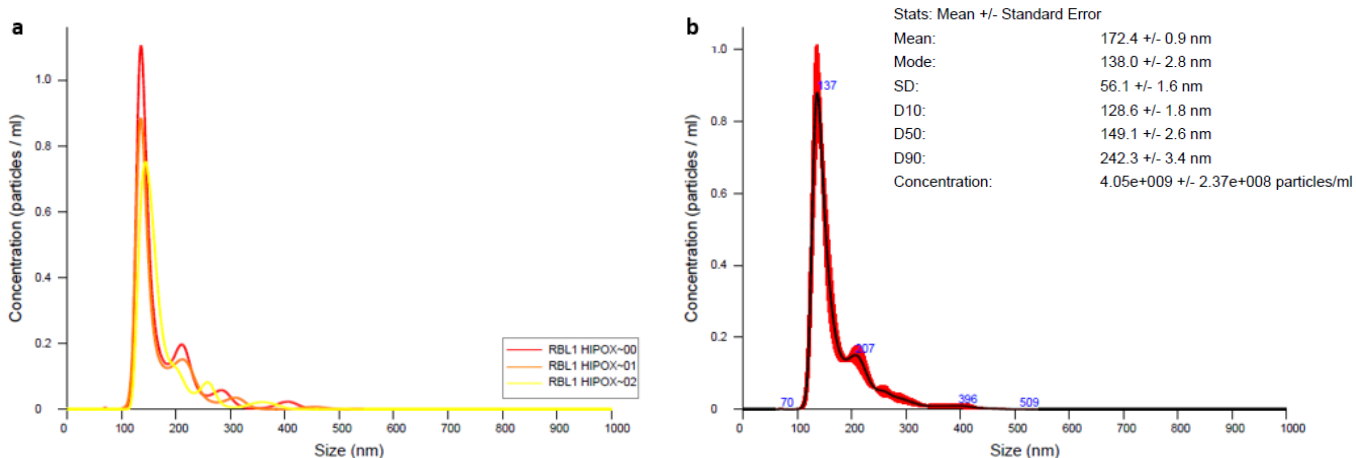 a
Concentration (particles / ml)
1.0
0.8
0.6
0.4
0.2
0
0 100 200 300 400 500 600 700 800 900 1000
Size (nm)
RBL1 HIPOX~00
RBL1 HIPOX~01
RBL1 HIPOX~02
b
Stats: Mean +/- Standard Error
Mean: 172.4 +/- 0.9 nm
Mode: 138.0 +/- 2.8 nm
SD: 56.1 +/- 1.6 nm
D10: 128.6 +/- 1.8 nm
D50: 149.1 +/- 2.6 nm
D90: 242.3 +/- 3.4 nm
Concentration: 4.05e+009 +/- 2.37e+008 particles/ml
Concentration (particles / ml)
1.0
0.8
0.6
0.4
0.2
0
137
207
70
396
509
0 100 200 300 400 500 600 700 800 900 1000
Size (nm)